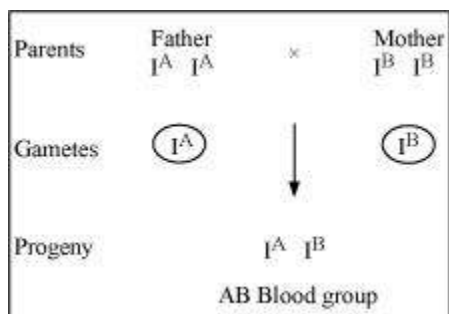 Parents Father × Mother
I^A I^A I^B I^B
Gametes I^A I^B
Progeny I^A I^B
AB Blood group